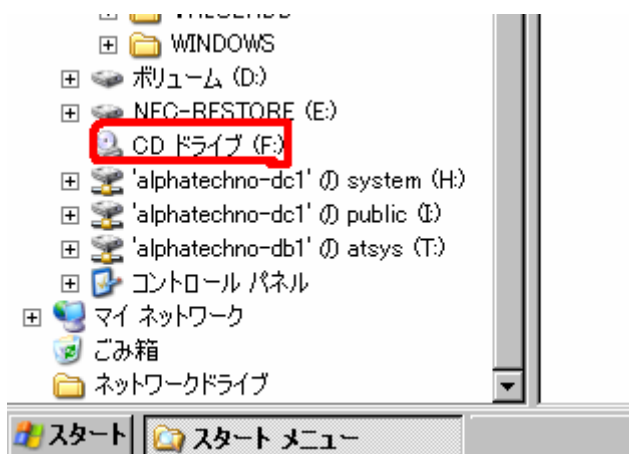 WINDOWS
ボリューム (D:)
NEC-RESTORE (E:)
CD ドライブ (F:)
'alphatechno-dc1' の system (H:)
'alphatechno-dc1' の public (I:)
'alphatechno-db1' の atsys (T:)
コントロール パネル
マイ ネットワーク
ごみ箱
ネットワークドライブ
スタート
スタート メニュー